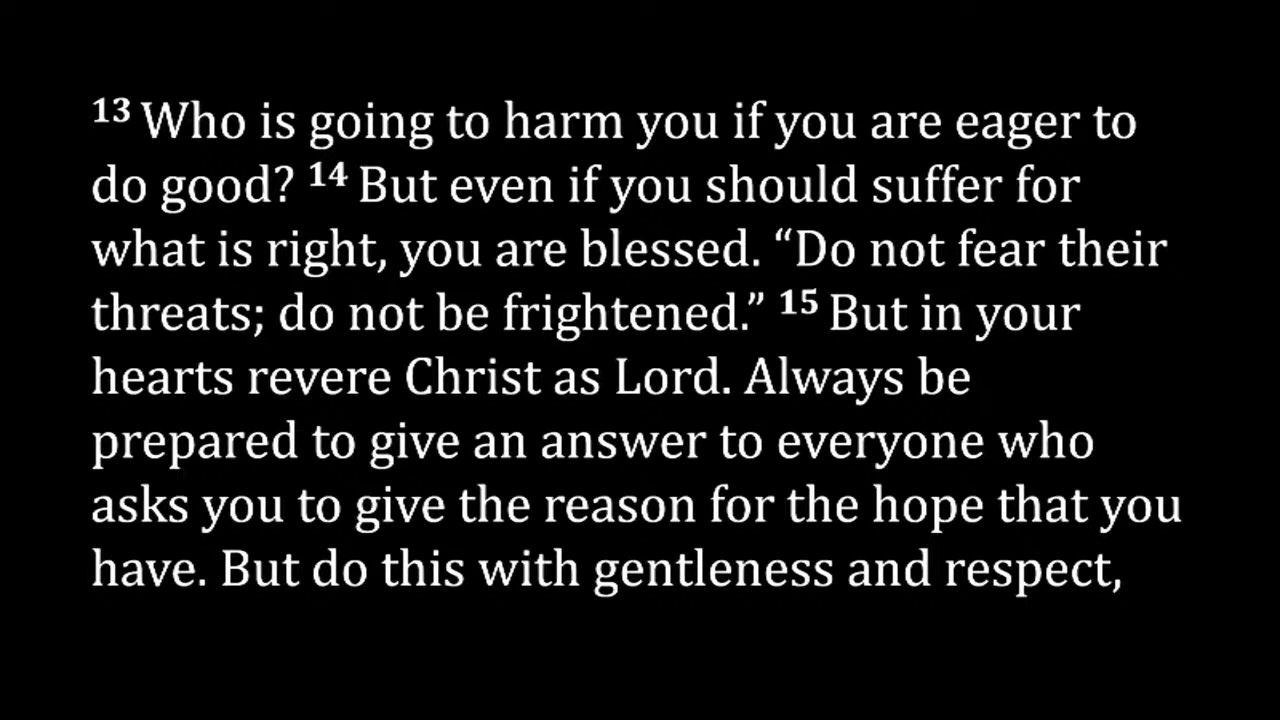 13 Who is going to harm you if you are eager to
do good? 14 But even if you should suffer for
what is right, you are blessed. “Do not fear their
threats; do not be frightened.” 15 But in your
hearts revere Christ as Lord. Always be
prepared to give an answer to everyone who
asks you to give the reason for the hope that you
have. But do this with gentleness and respect,